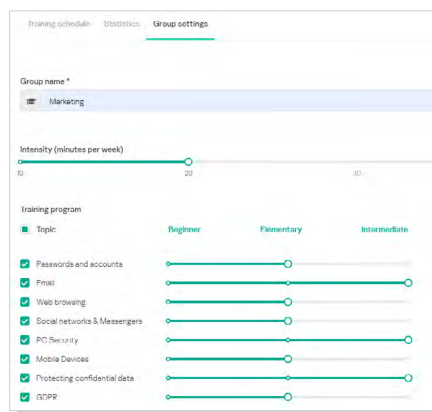 Training schedule Statistics Group settings
Group name *
Marketing
Intensity (minutes per week)
10 20 30
Training program
Topic Beginner Elementary Intermediate
Passwords and accounts
Email
Web browsing
Social networks & Messengers
PC Security
Mobile Devices
Protecting confidential data
GDPR